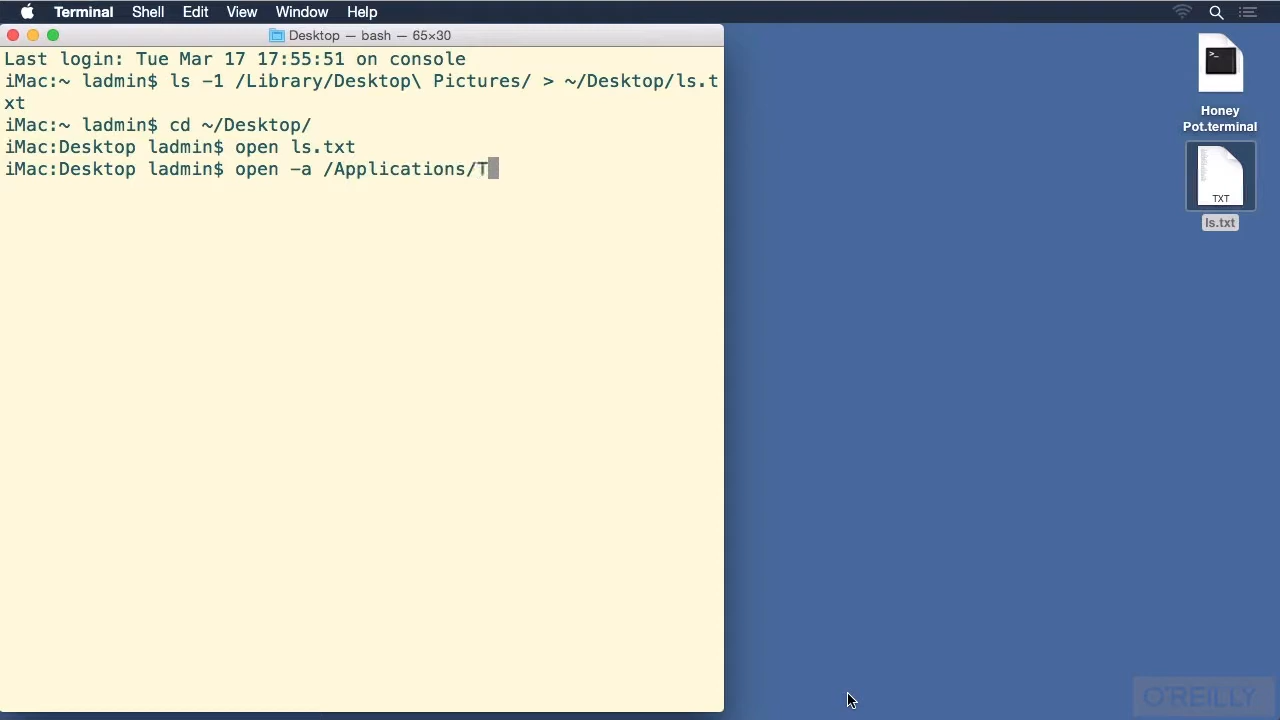 Terminal Shell Edit View Window Help
Desktop — bash — 65×30
Last login: Tue Mar 17 17:55:51 on console
iMac:~ ladmin$ ls -1 /Library/Desktop\ Pictures/ > ~/Desktop/ls.t
xt
iMac:~ ladmin$ cd ~/Desktop/
iMac:Desktop ladmin$ open ls.txt
iMac:Desktop ladmin$ open -a /Applications/T
Honey
Pot.terminal
TXT
ls.txt
O'REILLY